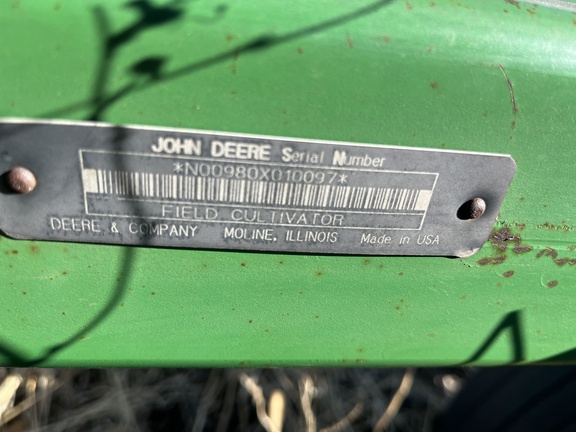 JOHN DEERE Serial Number
*N00980X010097*
FIELD CULTIVATOR
DEERE & COMPANY MOLINE, ILLINOIS Made in USA